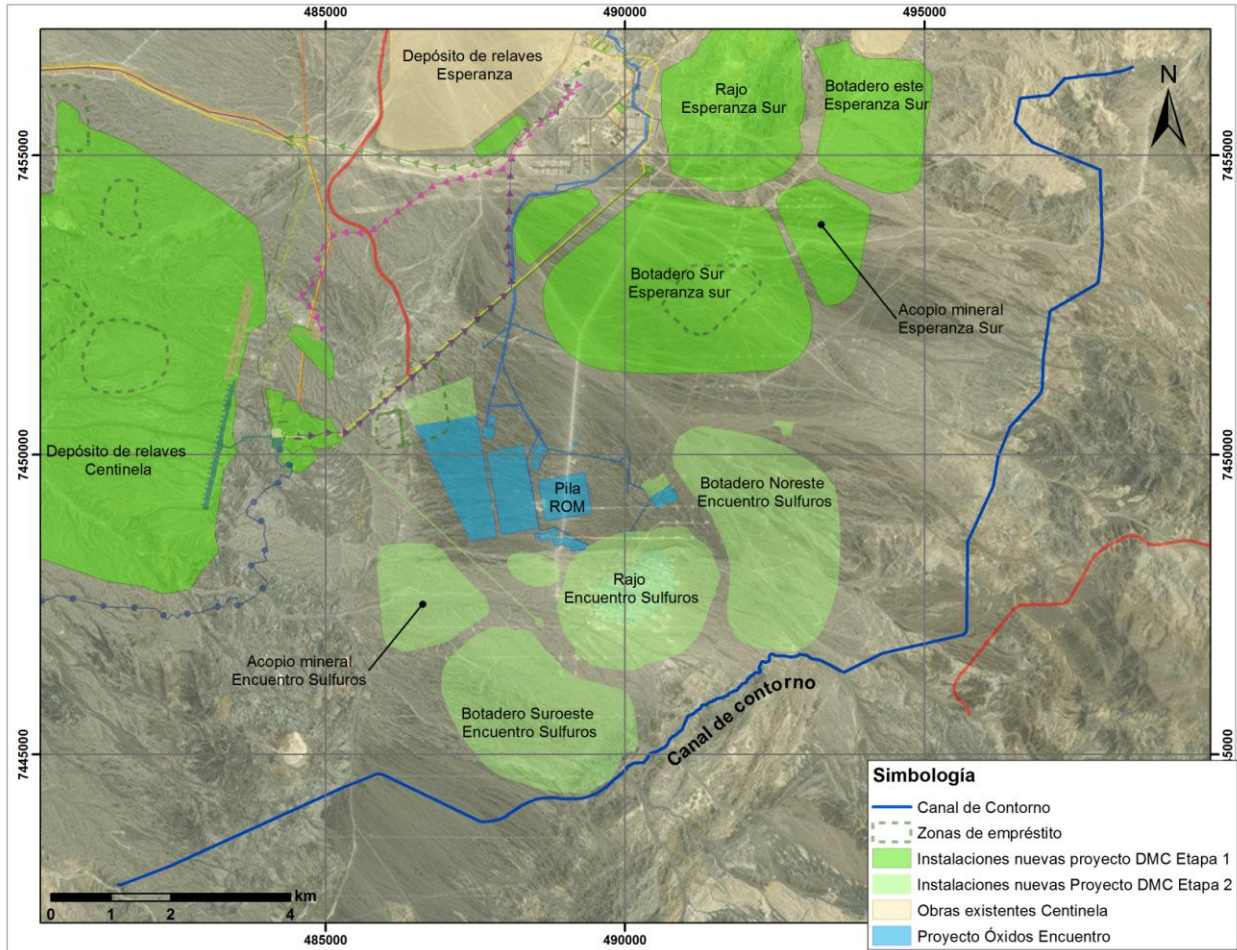 485000
490000
495000
Depósito de relaves
Esperanza
Rajo
Esperanza Sur
Botadero este
Esperanza Sur
N
7455000
7455000
Botadero Sur
Esperanza sur
Acopio mineral
Esperanza Sur
Depósito de relaves
Centinela
7450000
7450000
Pila
ROM
Botadero Noreste
Encuentro Sulfuros
Rajo
Encuentro Sulfuros
Acopio mineral
Encuentro Sulfuros
Botadero Suroeste
Encuentro Sulfuros
Canal de contorno
7445000
5000
Simbología
Canal de Contorno
Zonas de empréstito
Instalaciones nuevas proyecto DMC Etapa 1
Instalaciones nuevas Proyecto DMC Etapa 2
Obras existentes Centinela
Proyecto Óxidos Encuentro
km
0 1 2 4
485000
490000